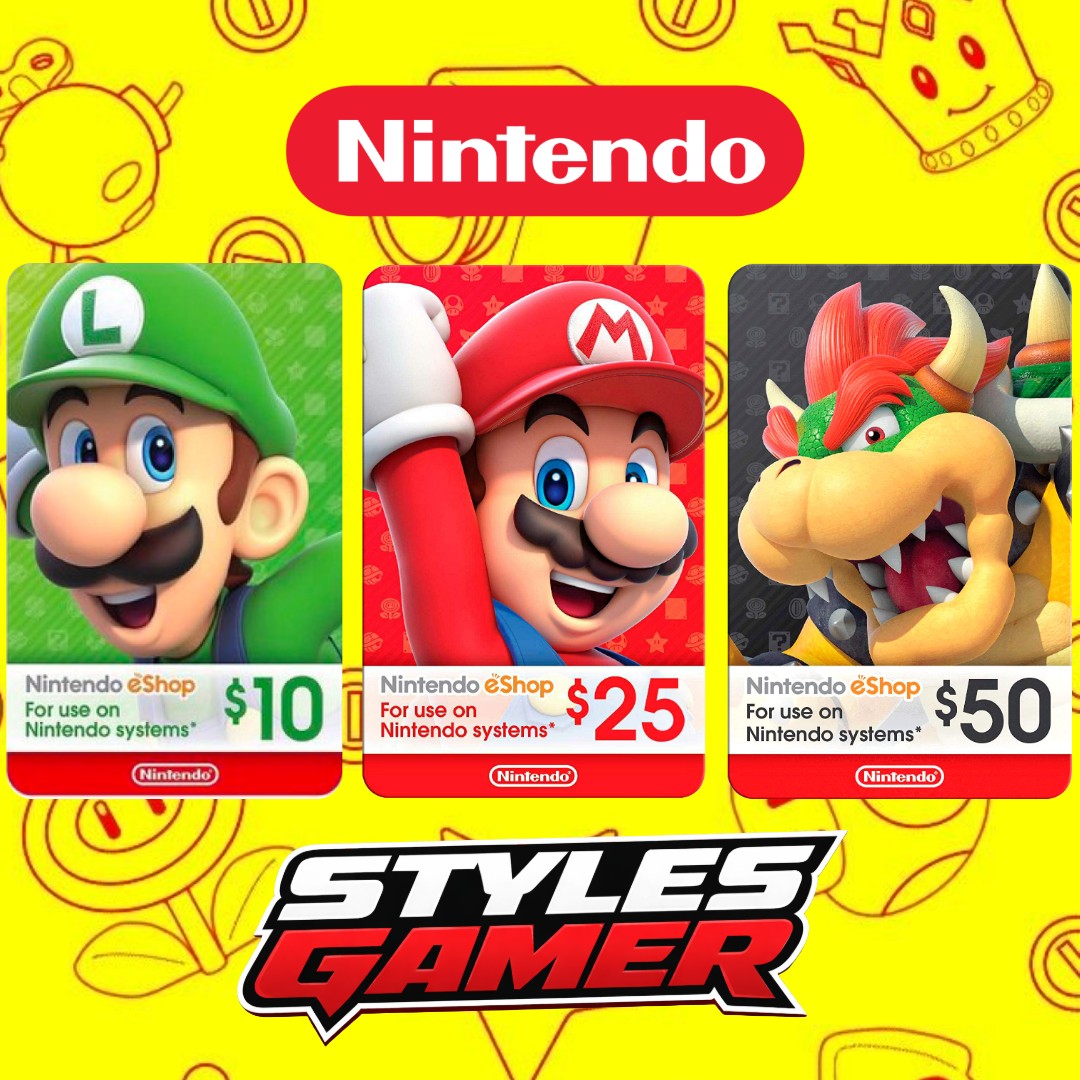 Nintendo
L
M
Nintendo eShop
For use on
Nintendo systems*
$10
Nintendo
Nintendo eShop
For use on
Nintendo systems*
$25
Nintendo
Nintendo eShop
For use on
Nintendo systems*
$50
Nintendo
STYLES
GAMER